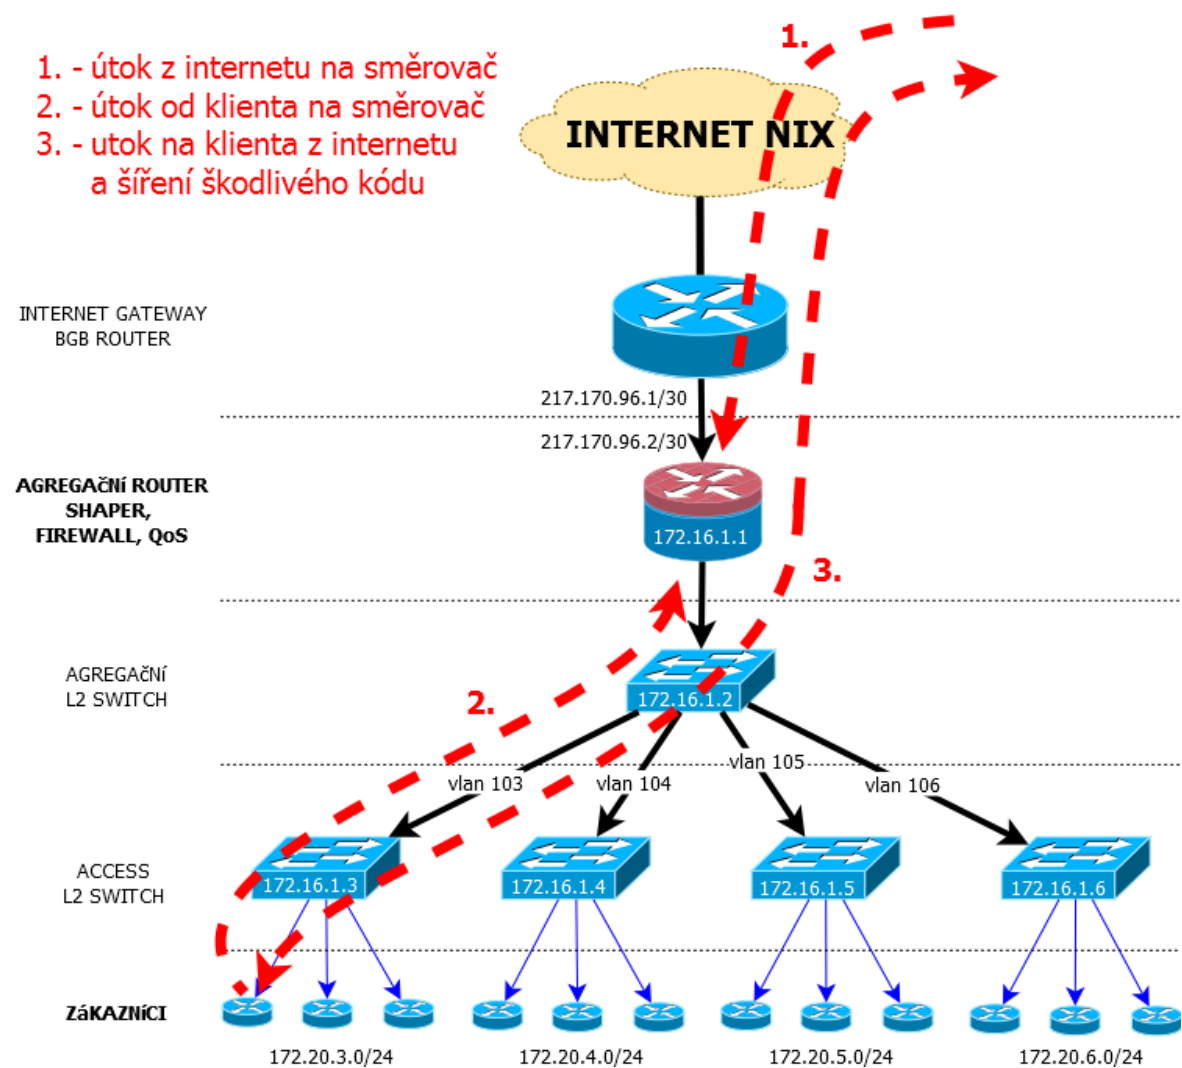 1. - útok z internetu na směrovač
2. - útok od klienta na směrovač
3. - utok na klienta z internetu
a šíření škodlivého kódu
1.
INTERNET NIX
INTERNET GATEWAY
BGB ROUTER
217.170.96.1/30
217.170.96.2/30
AGREGAčNí ROUTER
SHAPER,
FIREWALL, QoS
172.16.1.1
3.
AGREGAčNí
L2 SWITCH
172.16.1.2
2.
vlan 103
vlan 104
vlan 105
vlan 106
ACCESS
L2 SWITCH
172.16.1.3
172.16.1.4
172.16.1.5
172.16.1.6
ZáKAZNíCI
172.20.3.0/24
172.20.4.0/24
172.20.5.0/24
172.20.6.0/24